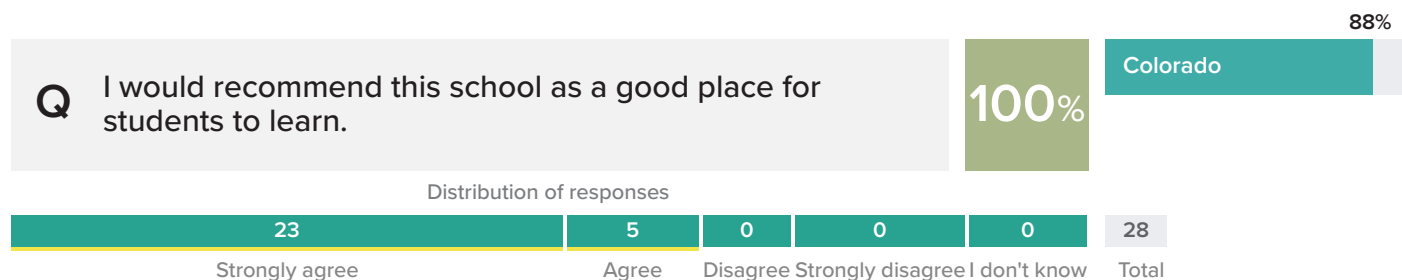 88%
Q
I would recommend this school as a good place for
students to learn.
100%
Colorado
Distribution of responses
23 5 0 0 0 28
Strongly agree Agree Disagree Strongly disagree I don't know Total